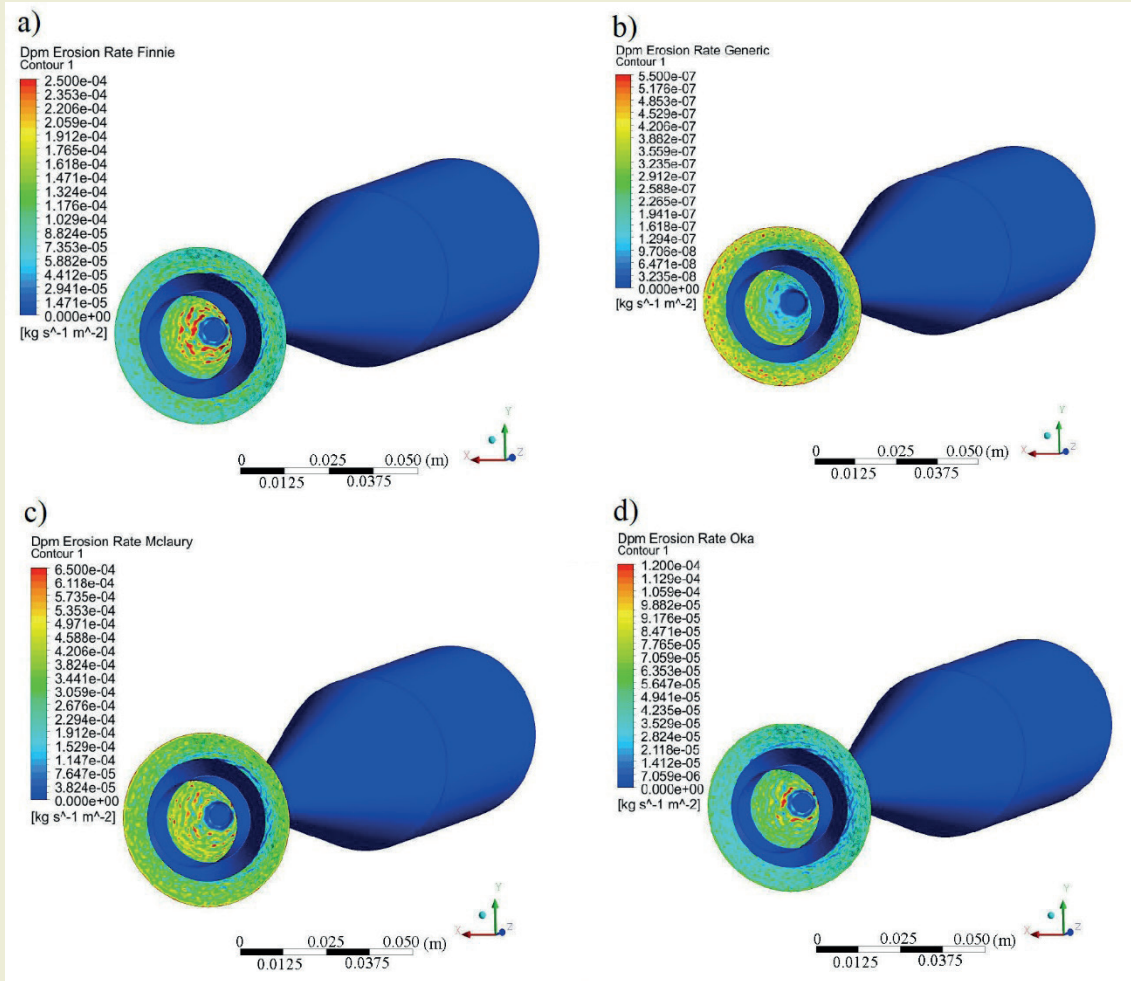 a)
Dpm Erosion Rate Finnie
Contour 1
2.500e-04
2.353e-04
2.206e-04
2.059e-04
1.912e-04
1.765e-04
1.618e-04
1.471e-04
1.324e-04
1.176e-04
1.029e-04
8.824e-05
7.353e-05
5.882e-05
4.412e-05
2.941e-05
1.471e-05
0.000e+00
[kg s^-1 m^-2]
Y
X
Z
0 0.025 0.050 (m)
0.0125 0.0375
b)
Dpm Erosion Rate Generic
Contour 1
5.500e-07
5.176e-07
4.853e-07
4.529e-07
4.206e-07
3.882e-07
3.559e-07
3.235e-07
2.912e-07
2.588e-07
2.265e-07
1.941e-07
1.618e-07
1.294e-07
9.706e-08
6.471e-08
3.235e-08
0.000e+00
[kg s^-1 m^-2]
Y
X
Z
0 0.025 0.050 (m)
0.0125 0.0375
c)
Dpm Erosion Rate Mclaury
Contour 1
6.500e-04
6.118e-04
5.735e-04
5.353e-04
4.971e-04
4.588e-04
4.206e-04
3.824e-04
3.441e-04
3.059e-04
2.676e-04
2.294e-04
1.912e-04
1.529e-04
1.147e-04
7.647e-05
3.824e-05
0.000e+00
[kg s^-1 m^-2]
Y
X
Z
0 0.025 0.050 (m)
0.0125 0.0375
d)
Dpm Erosion Rate Oka
Contour 1
1.200e-04
1.129e-04
1.059e-04
9.882e-05
9.176e-05
8.471e-05
7.765e-05
7.059e-05
6.353e-05
5.647e-05
4.941e-05
4.235e-05
3.529e-05
2.824e-05
2.118e-05
1.412e-05
7.059e-06
0.000e+00
[kg s^-1 m^-2]
Y
X
Z
0 0.025 0.050 (m)
0.0125 0.0375